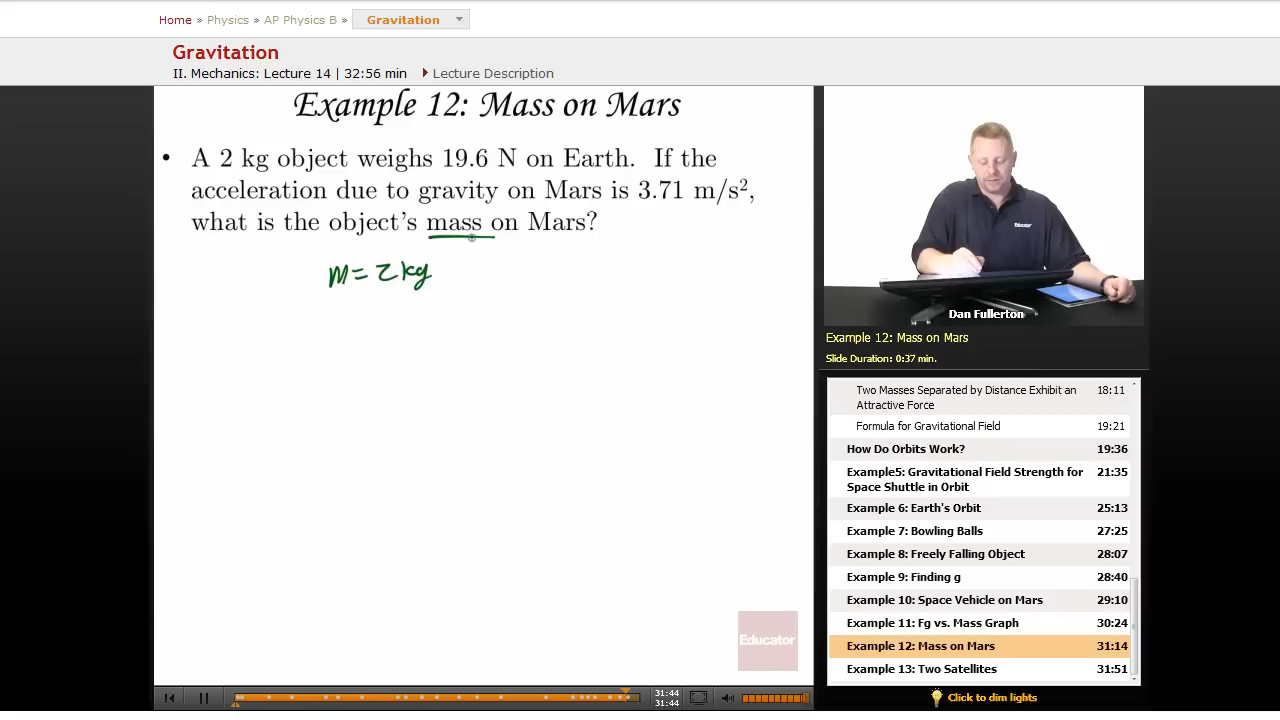 Home » Physics » AP Physics B » Gravitation
Gravitation
II. Mechanics: Lecture 14 | 32:56 min Lecture Description
Example 12: Mass on Mars
• A 2 kg object weighs 19.6 N on Earth. If the
acceleration due to gravity on Mars is 3.71 m/s²,
what is the object's mass on Mars?
m = 2 kg
Educator
Educator
Dan Fullerton
Example 12: Mass on Mars
Slide Duration: 0:37 min.
Two Masses Separated by Distance Exhibit an 18:11
Attractive Force
Formula for Gravitational Field 19:21
How Do Orbits Work? 19:36
Example5: Gravitational Field Strength for 21:35
Space Shuttle in Orbit
Example 6: Earth's Orbit 25:13
Example 7: Bowling Balls 27:25
Example 8: Freely Falling Object 28:07
Example 9: Finding g 28:40
Example 10: Space Vehicle on Mars 29:10
Example 11: Fg vs. Mass Graph 30:24
Example 12: Mass on Mars 31:14
Example 13: Two Satellites 31:51
31:44
31:44
Click to dim lights